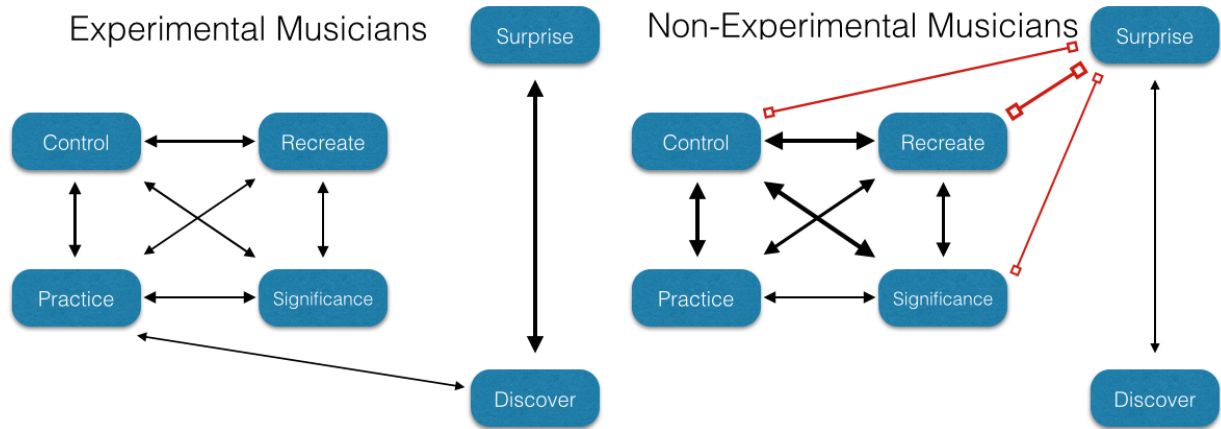 Experimental Musicians
Surprise
Control
Recreate
Practice
Significance
Discover
Non-Experimental Musicians
Surprise
Control
Recreate
Practice
Significance
Discover